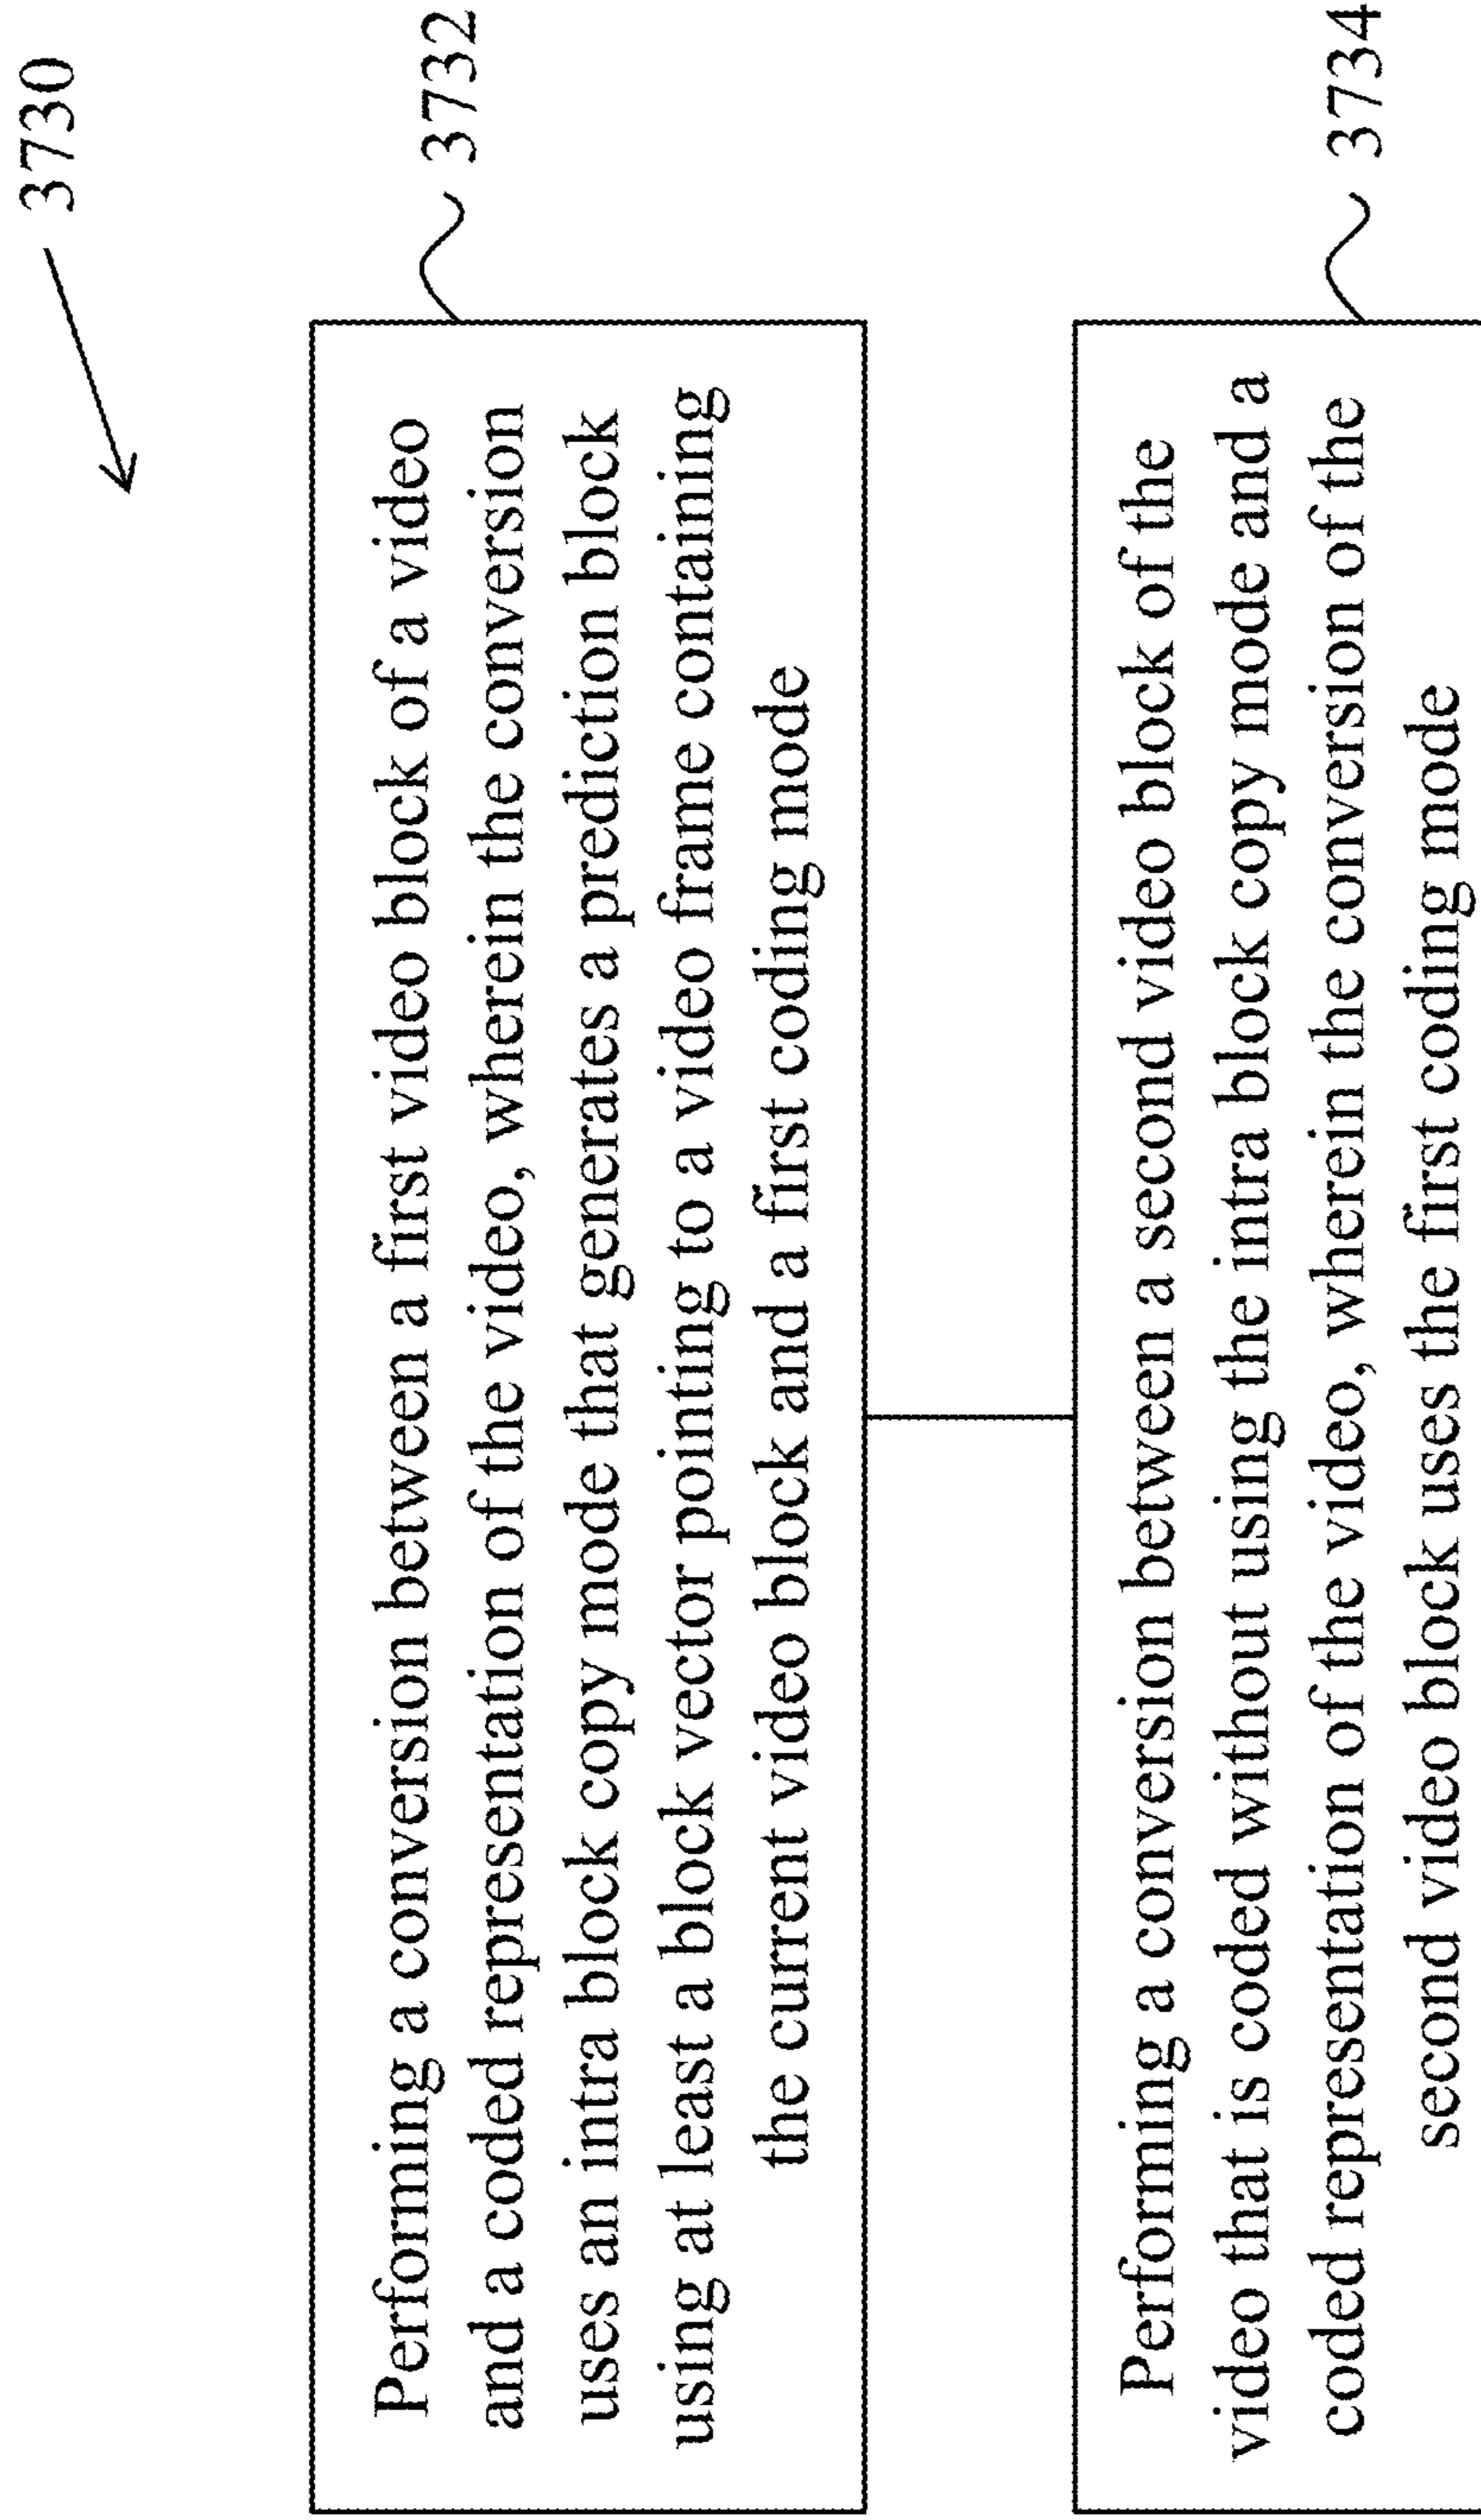 3730
Performing a conversion between a first video block of a video
and a coded representation of the video, wherein the conversion
uses an intra block copy mode that generates a prediction block
using at least a block vector pointing to a video frame containing
the current video block and a first coding mode
3732
Performing a conversion between a second video block of the
video that is coded without using the intra block copy mode and a
coded representation of the video, wherein the conversion of the
second video block uses the first coding mode
3734